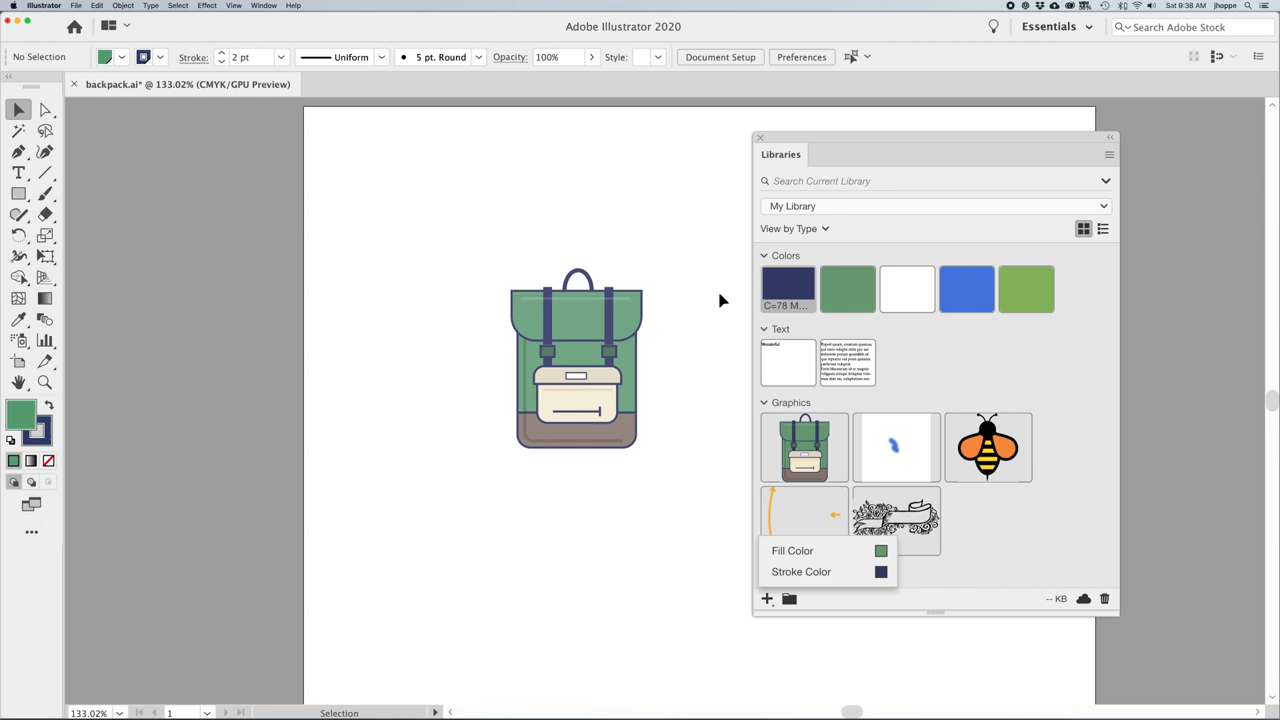 Illustrator File Edit Object Type Select Effect View Window Help Sat 9:38 AM jhoppe
Adobe Illustrator 2020 Essentials Search Adobe Stock
No Selection Stroke: 2 pt Uniform 5 pt. Round Opacity: 100% Style: Document Setup Preferences
backpack.ai* @ 133.02% (CMYK/GPU Preview)
Libraries
Search Current Library
My Library
View by Type
Colors
C=78 M...
Text
Wonderful
Graphics
Fill Color
Stroke Color
-- KB
133.02% 1 Selection